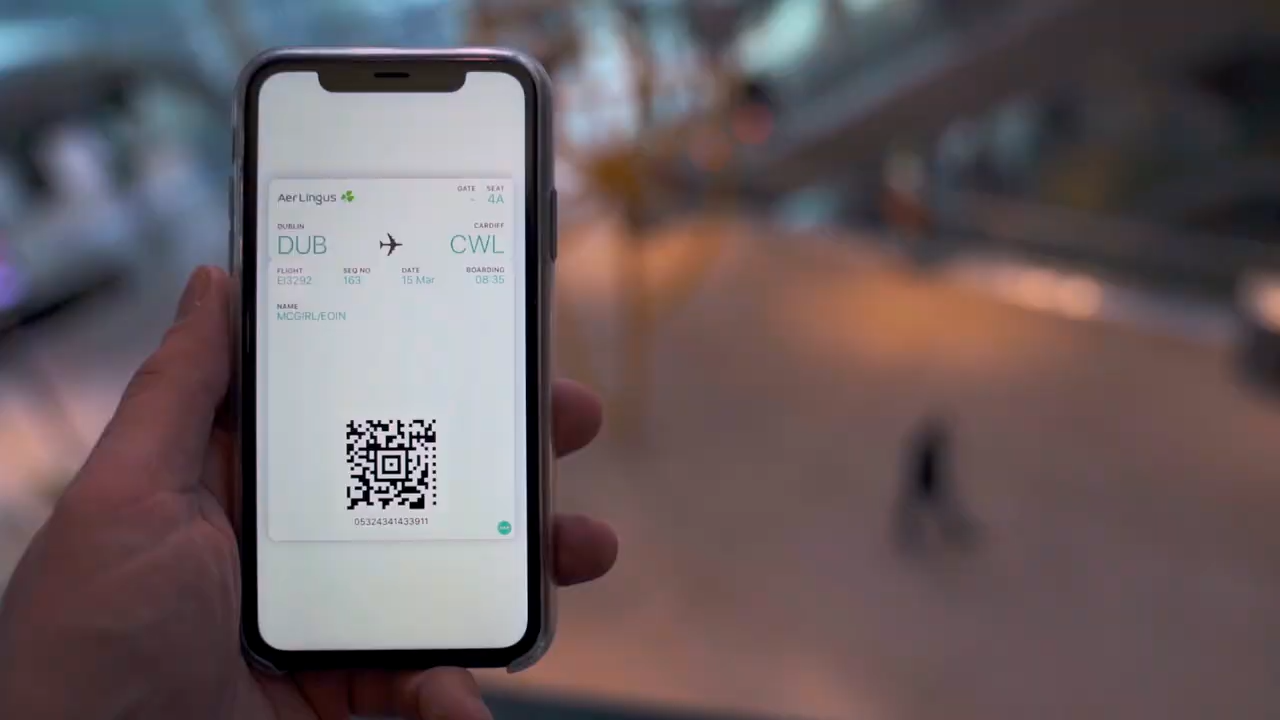 Aer Lingus
GATE SEAT
- 4A
DUBLIN CARDIFF
DUB CWL
FLIGHT SEQ NO DATE BOARDING
EI3292 163 15 Mar 08:35
NAME
MCGIRL/EOIN
05324341433911